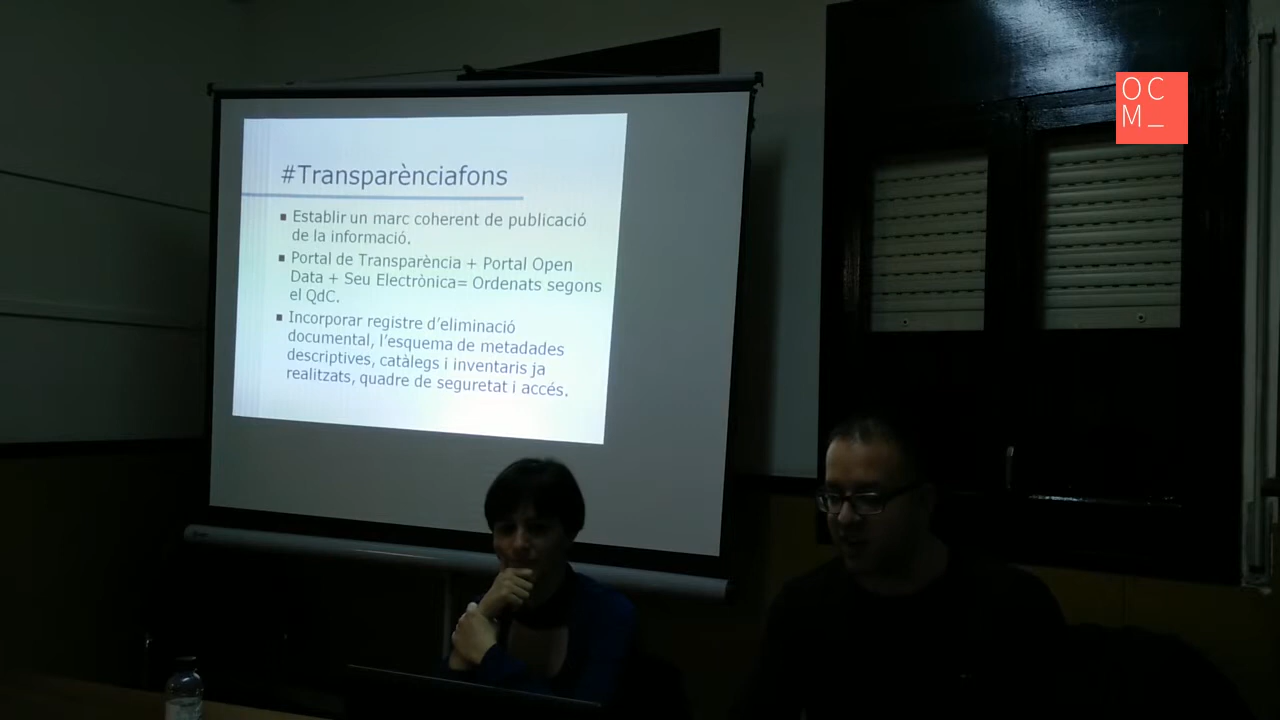 #Transparènciafons
Establir un marc coherent de publicació
de la informació.
Portal de Transparència + Portal Open
Data + Seu Electrònica= Ordenats segons
el QdC.
Incorporar registre d'eliminació
documental, l'esquema de metadades
descriptives, catàlegs i inventaris ja
realitzats, quadre de seguretat i accés.
OC
M_